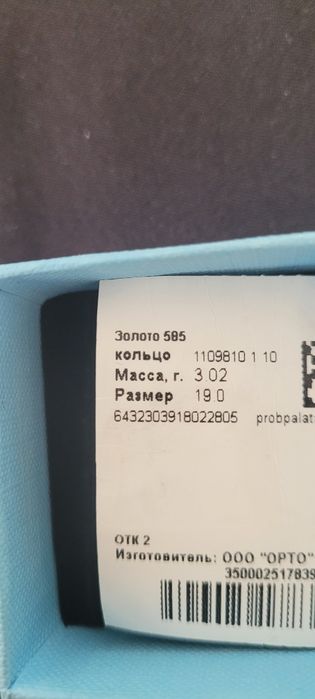 Золото 585
кольцо 1109810 1 10
Масса, г. 3.02
Размер 19.0
6432303918022805 probpalat
ОТК 2
Изготовитель: ООО "ОРТО"
350002517839